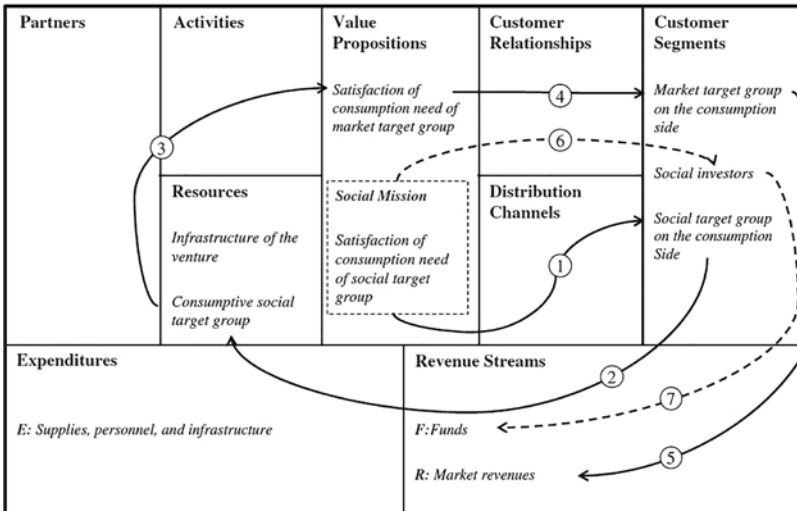 Partners
Activities
Value
Propositions
Customer
Relationships
Customer
Segments
Satisfaction of
consumption need of
market target group
4
Market target group
on the consumption
side
3
6
Resources
Social Mission
Distribution
Channels
Social investors
Infrastructure of the
venture
Satisfaction of
consumption need
of social target
group
Social target group
on the consumption
Side
1
Consumptive social
target group
Expenditures
Revenue Streams
2
7
E: Supplies, personnel, and infrastructure
F:Funds
5
R: Market revenues